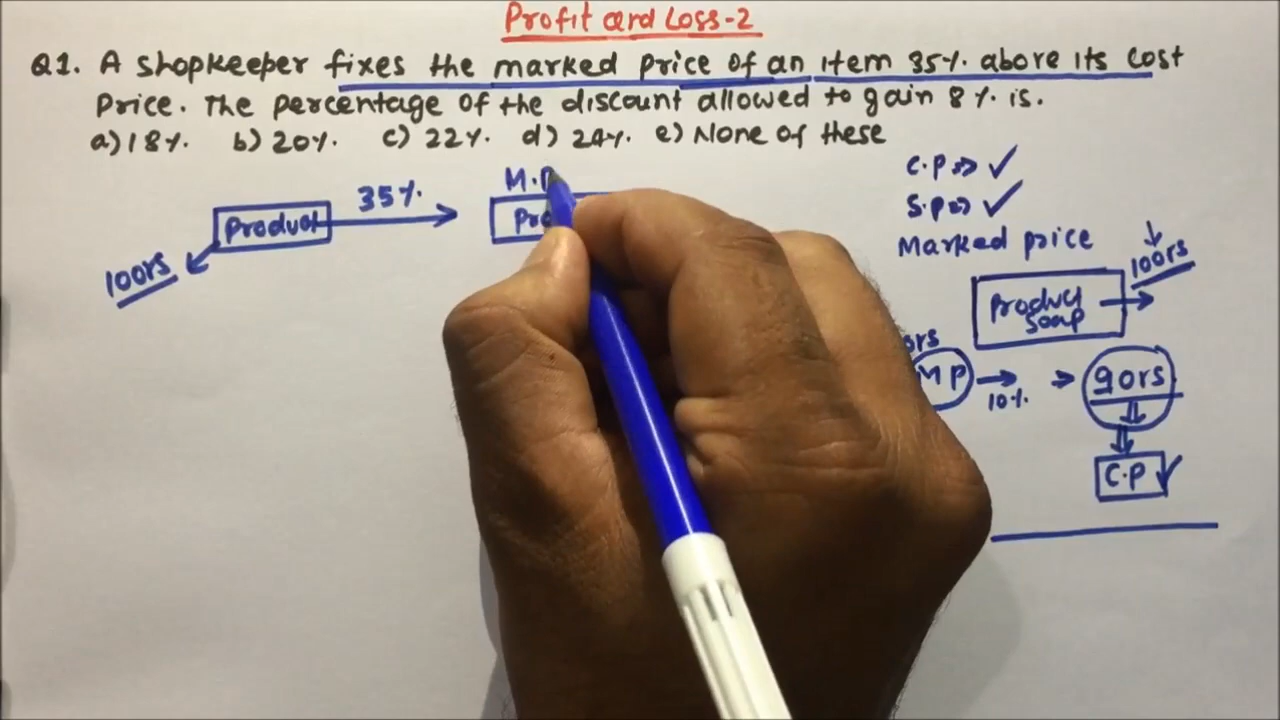 Profit and Loss-2
Q1. A shopkeeper fixes the marked price of an item 35% above its cost
Price. The percentage of the discount allowed to gain 8% is.
a) 18%. b) 20%. c) 22%. d) 24%. e) None of these
C.P => ✓
S.P => ✓
Marked price
M.P
35%.
Product
100rs
100rs
Product
soap
MP
10%.
90rs
C.P ✓